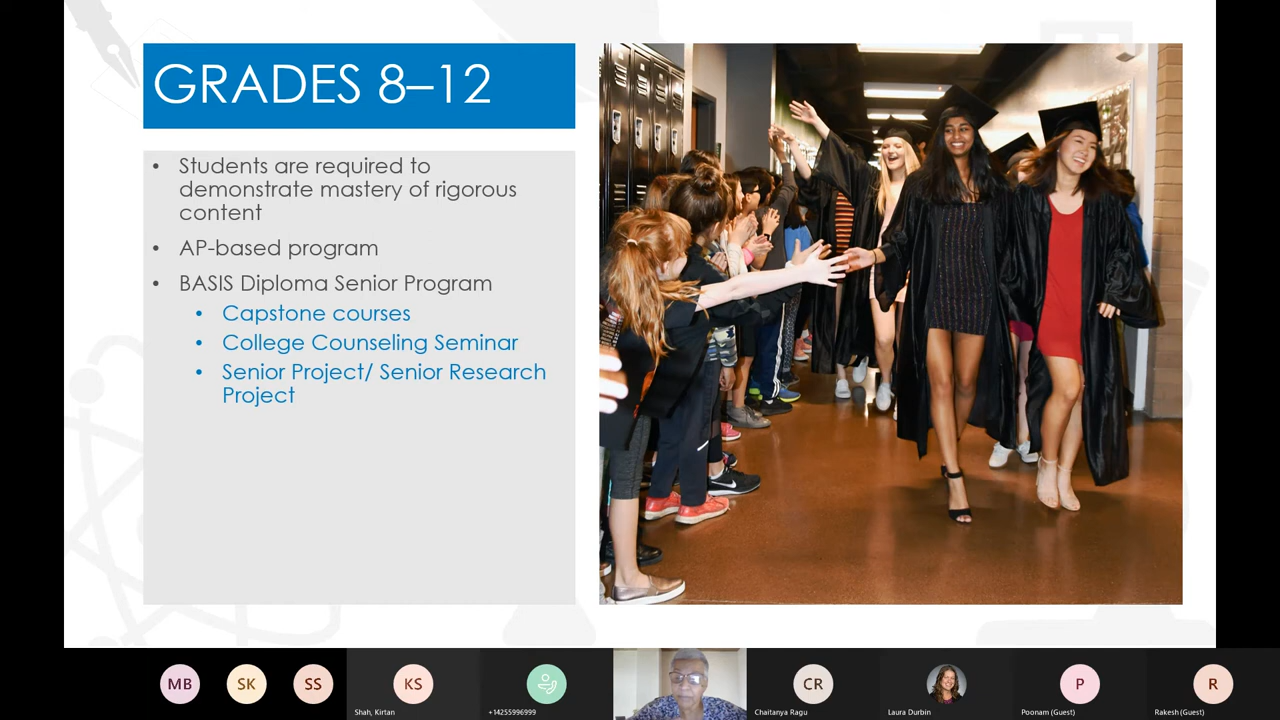 GRADES 8–12
• Students are required to
demonstrate mastery of rigorous
content
• AP-based program
• BASIS Diploma Senior Program
• Capstone courses
• College Counseling Seminar
• Senior Project/ Senior Research
Project
MB
SK
SS
KS
CR
P
R
Shah, Kirtan
+14255996999
Chaitanya Ragu
Laura Durbin
Poonam (Guest)
Rakesh (Guest)